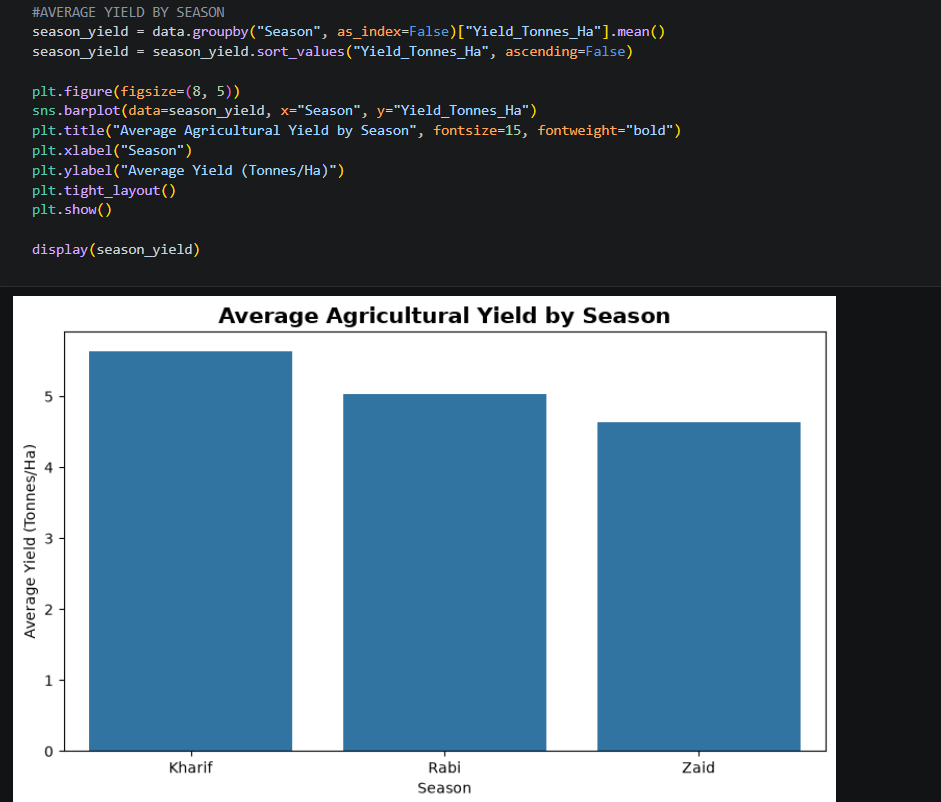 #AVERAGE YIELD BY SEASON
season_yield = data.groupby("Season", as_index=False)["Yield_Tonnes_Ha"].mean()
season_yield = season_yield.sort_values("Yield_Tonnes_Ha", ascending=False)
plt.figure(figsize=(8, 5))
sns.barplot(data=season_yield, x="Season", y="Yield_Tonnes_Ha")
plt.title("Average Agricultural Yield by Season", fontsize=15, fontweight="bold")
plt.xlabel("Season")
plt.ylabel("Average Yield (Tonnes/Ha)")
plt.tight_layout()
plt.show()
display(season_yield)
Average Agricultural Yield by Season
Average Yield (Tonnes/Ha)
5
4
3
2
1
0
Kharif Rabi Zaid
Season